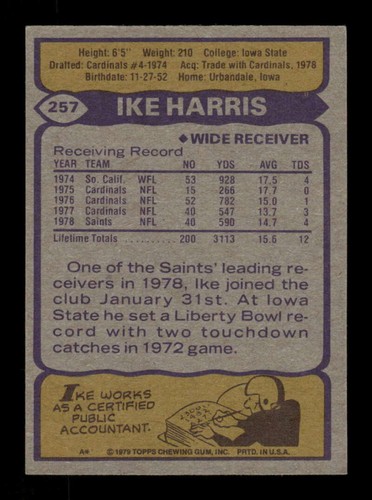 Height: 6'5" Weight: 210 College: Iowa State
Drafted: Cardinals #4-1974 Acq: Trade with Cardinals, 1978
Birthdate: 11-27-52 Home: Urbandale, Iowa
257 IKE HARRIS
◆WIDE RECEIVER
Receiving Record
YEAR TEAM NO YDS AVG TDS
1974 So. Calif. WFL 53 928 17.5 4
1975 Cardinals NFL 15 266 17.7 0
1976 Cardinals NFL 52 782 15.0 1
1977 Cardinals NFL 40 547 13.7 3
1978 Saints NFL 40 590 14.7 4
Lifetime Totals 200 3113 15.6 12
One of the Saints' leading re-
ceivers in 1978, Ike joined the
club January 31st. At Iowa
State he set a Liberty Bowl re-
cord with two touchdown
catches in 1972 game.
IKE WORKS
AS A CERTIFIED
PUBLIC
ACCOUNTANT.
A* © 1979 TOPPS CHEWING GUM, INC. PRTD. IN U.S.A.